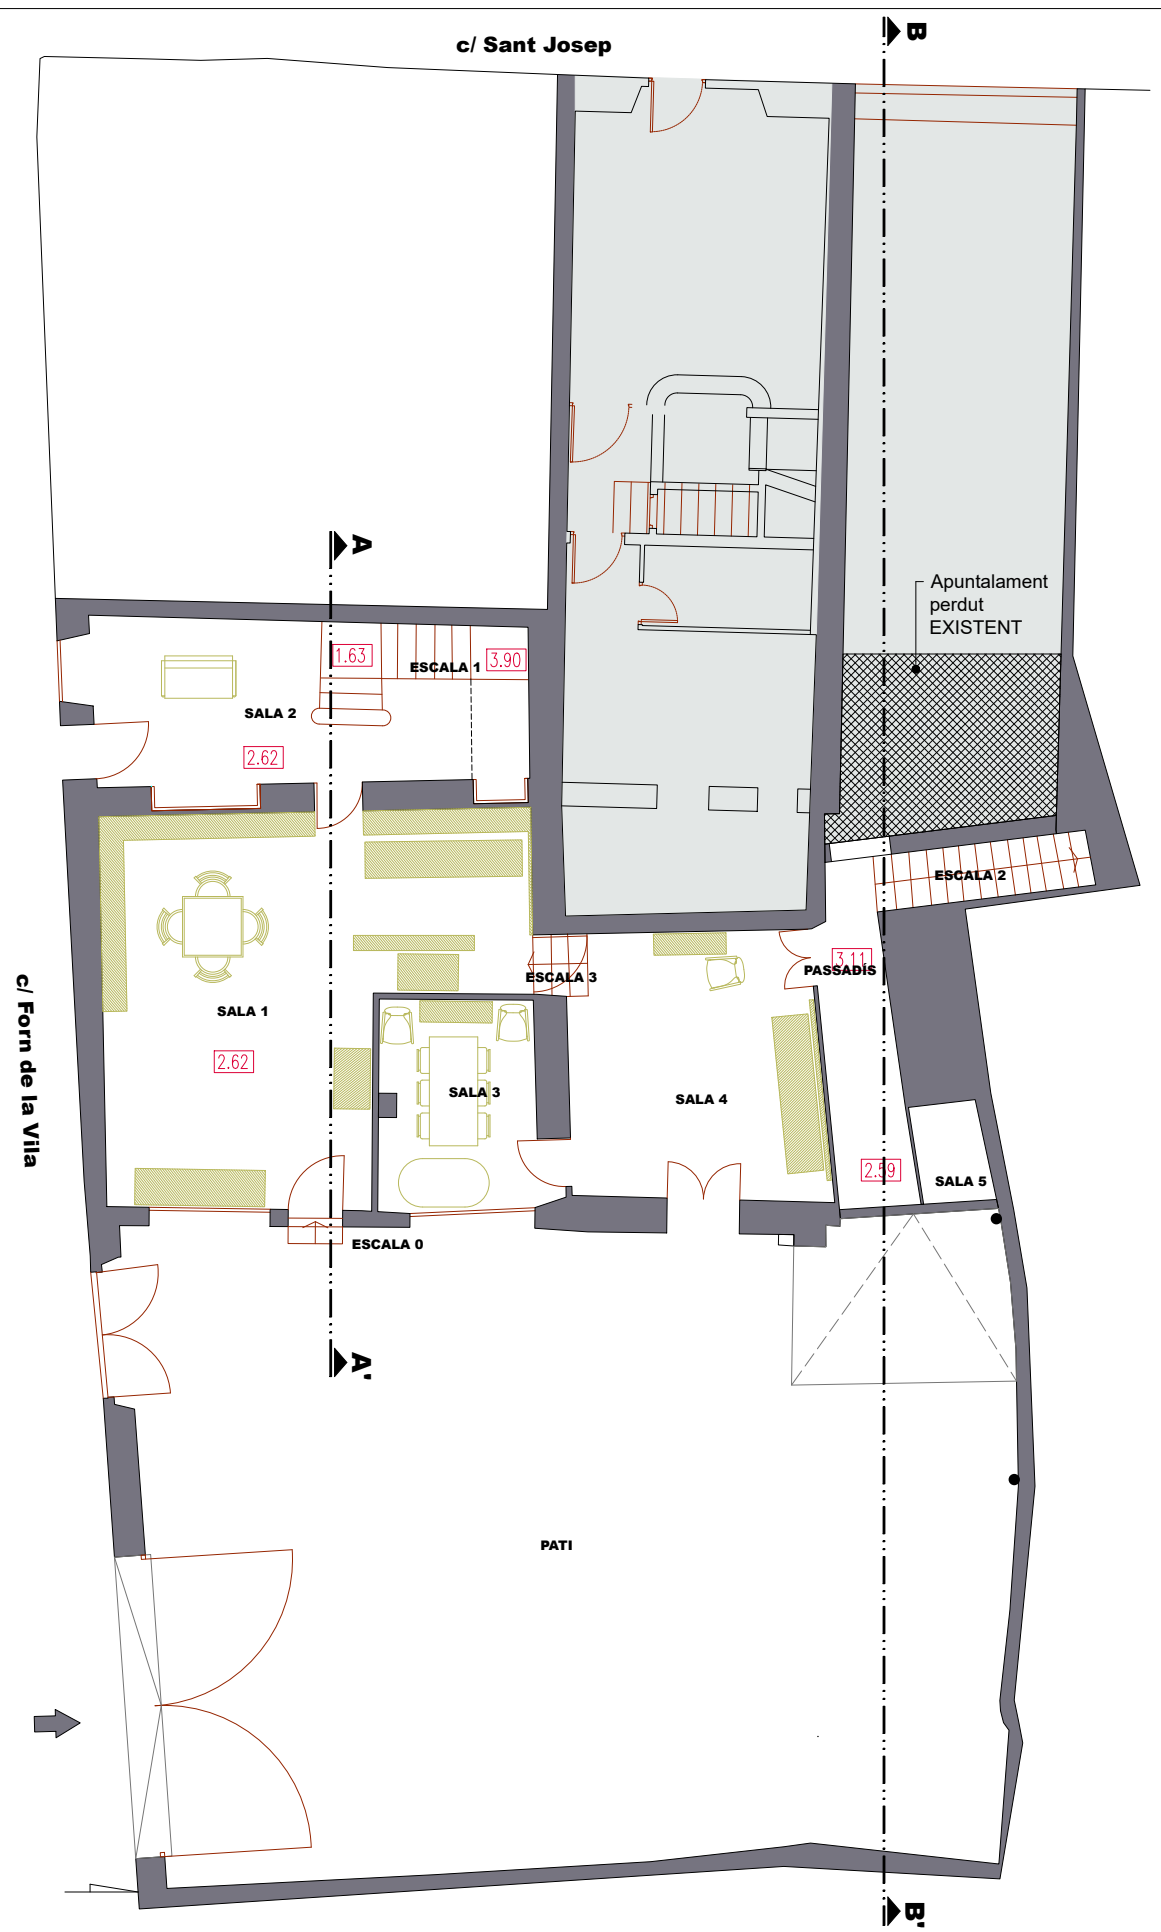 c/ Sant Josep
B
A
Apuntalament
perdut
EXISTENT
1.63
ESCALA 1
3.90
SALA 2
2.62
ESCALA 2
3.11
PASSADÍS
ESCALA 3
SALA 1
2.62
SALA 3
SALA 4
c/ Forn de la Vila
2.59
SALA 5
ESCALA 0
A'
PATI
B'